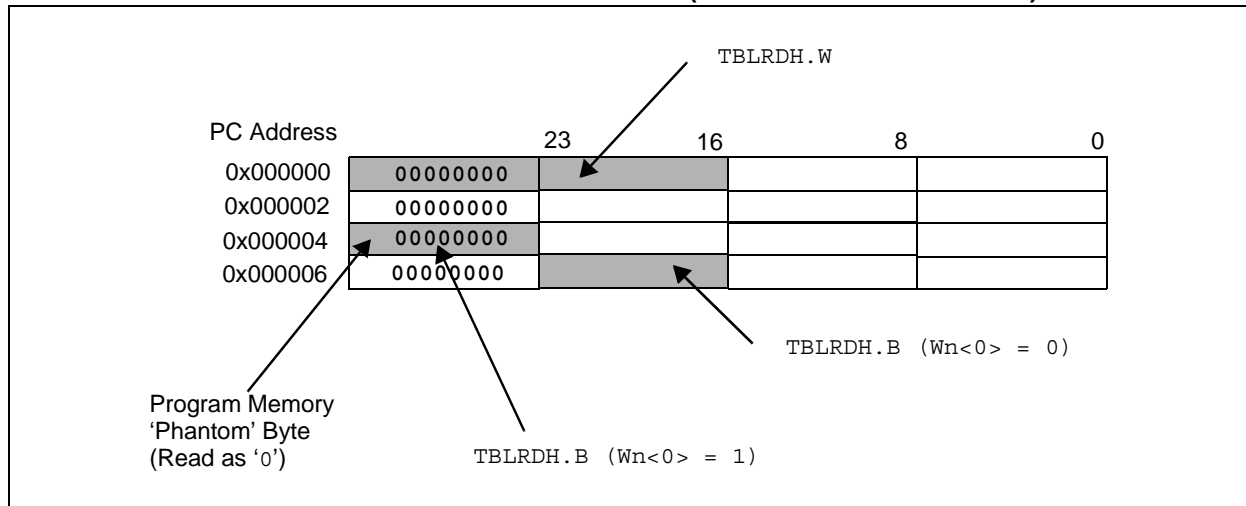 TBLRDH.W
PC Address
23 16 8 0
0x000000 00000000
0x000002 00000000
0x000004 00000000
0x000006 00000000
TBLRDH.B (Wn<0> = 0)
Program Memory
‘Phantom’ Byte
(Read as ‘0’)
TBLRDH.B (Wn<0> = 1)